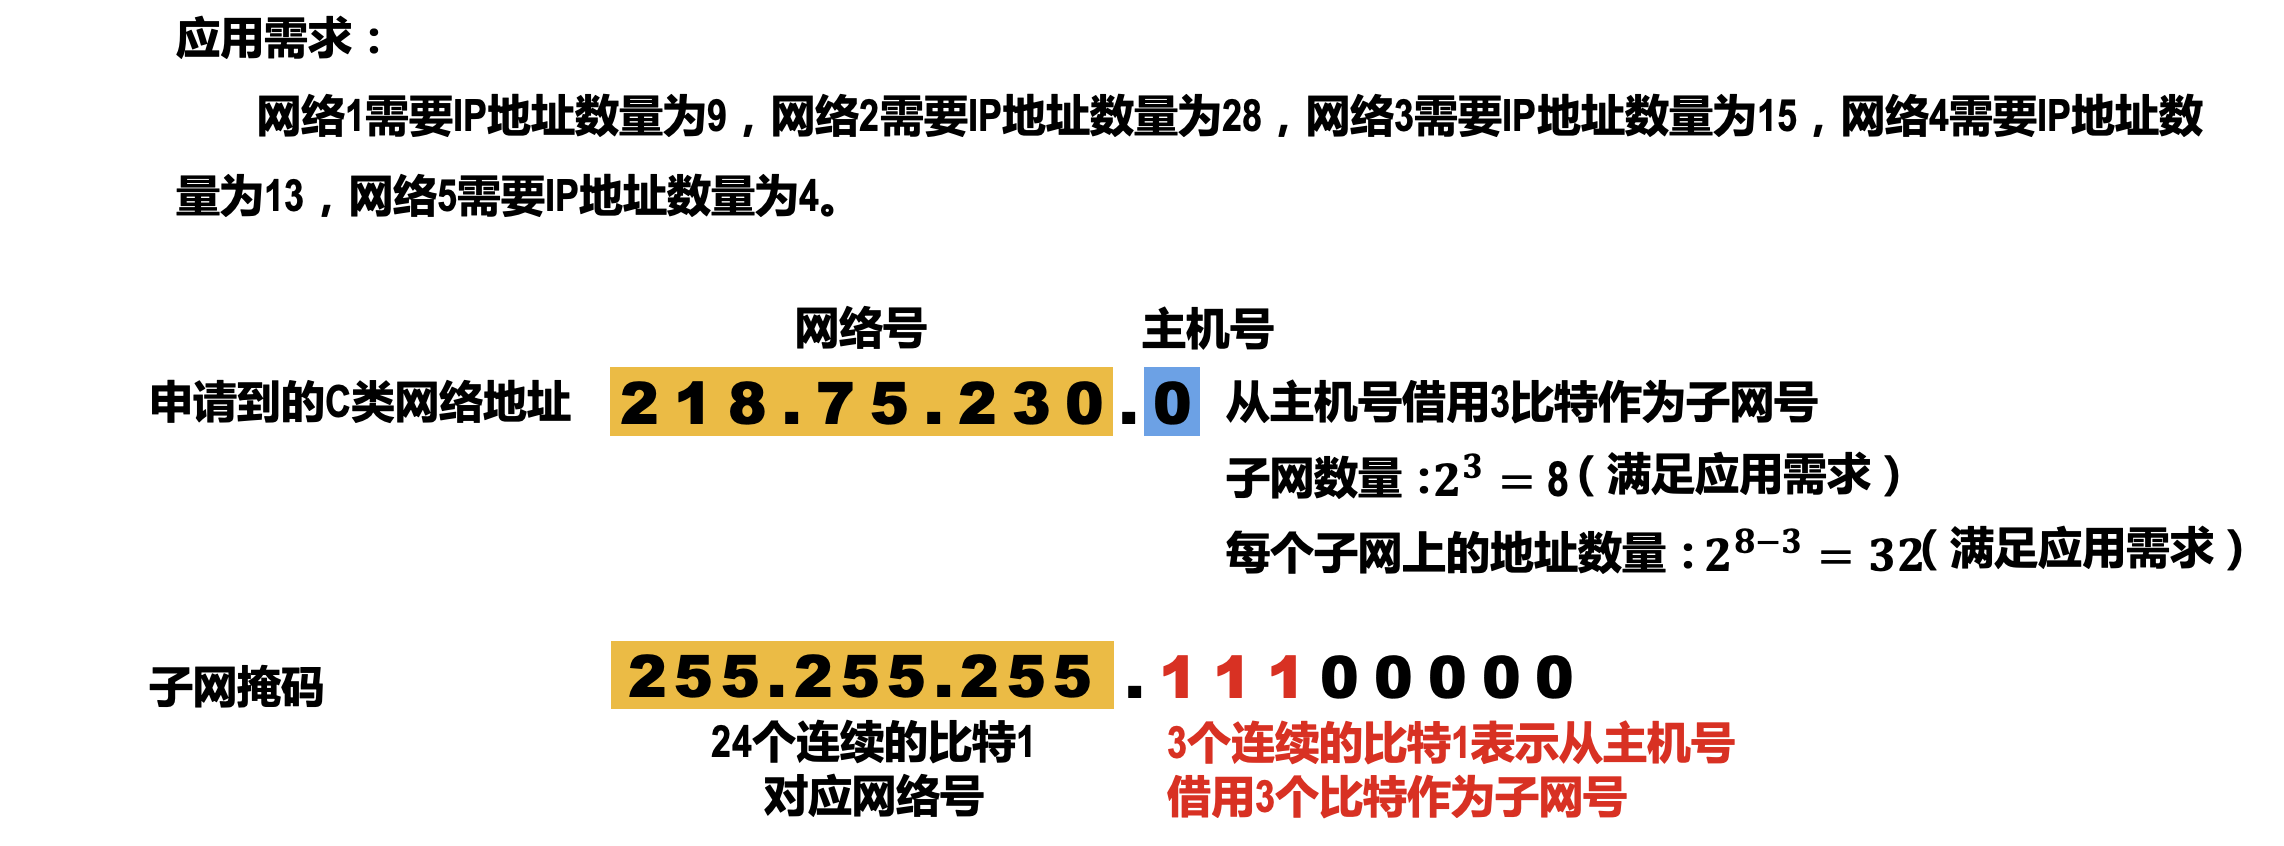 应用需求：
网络1需要IP地址数量为9，网络2需要IP地址数量为28，网络3需要IP地址数量为15，网络4需要IP地址数
量为13，网络5需要IP地址数量为4。
网络号 主机号
申请到的C类网络地址 218.75.230.0 从主机号借用3比特作为子网号
子网数量：2³ = 8（满足应用需求）
每个子网上的地址数量：2⁸⁻³ = 32（满足应用需求）
子网掩码 255.255.255.11100000
24个连续的比特1 3个连续的比特1表示从主机号
对应网络号 借用3个比特作为子网号